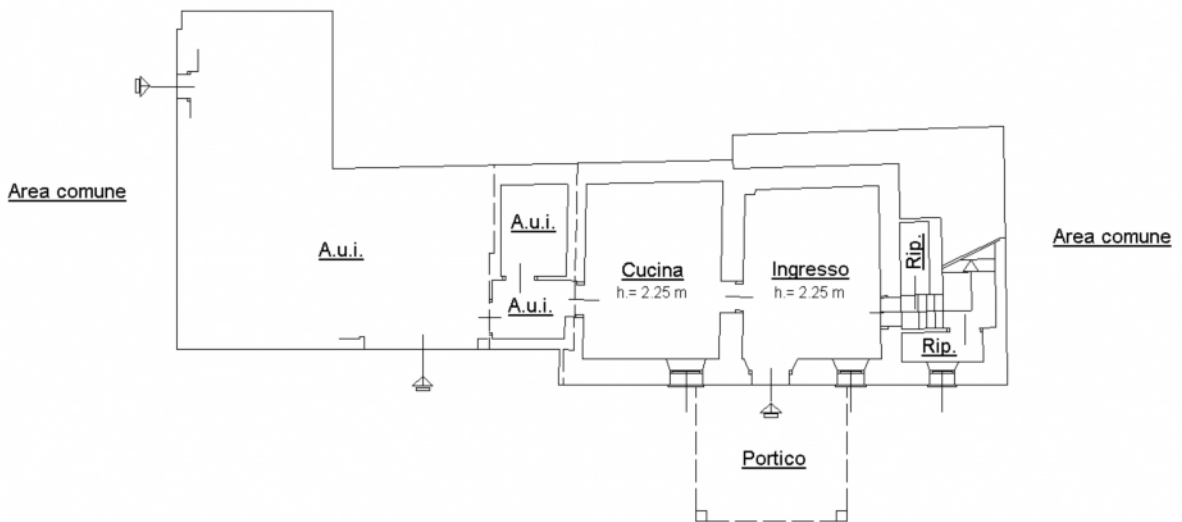 Area comune
A.u.i.
A.u.i.
A.u.i.
Cucina
h.= 2.25 m
Ingresso
h.= 2.25 m
Rip.
Rip.
Area comune
Portico